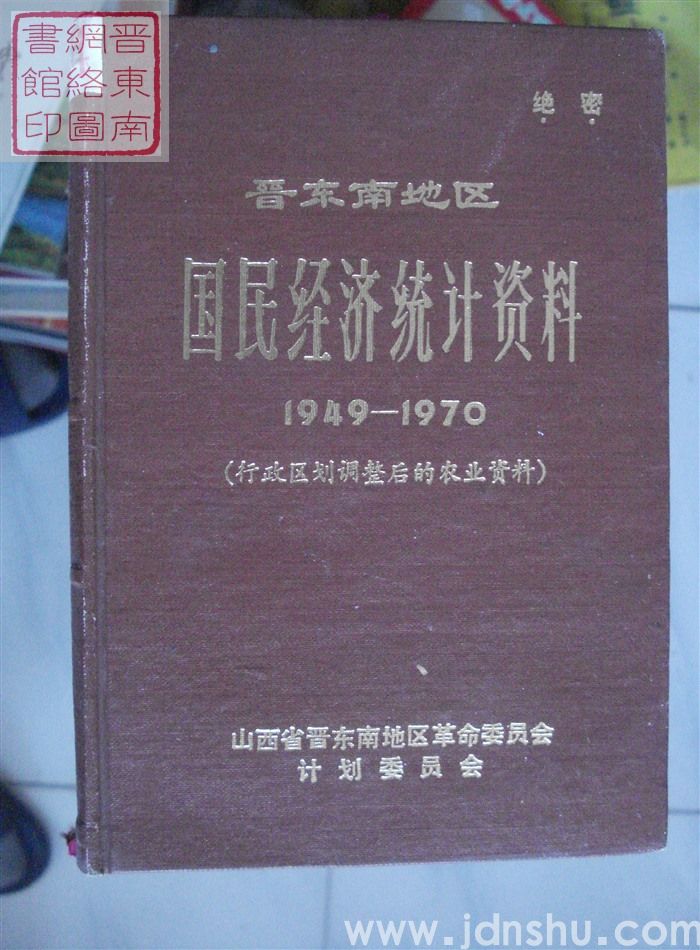 晋東南
網絡圖
書館印
绝密
晋东南地区
国民经济统计资料
1949—1970
(行政区划调整后的农业资料)
山西省晋东南地区革命委员会
计划委员会
www.jdnshu.com